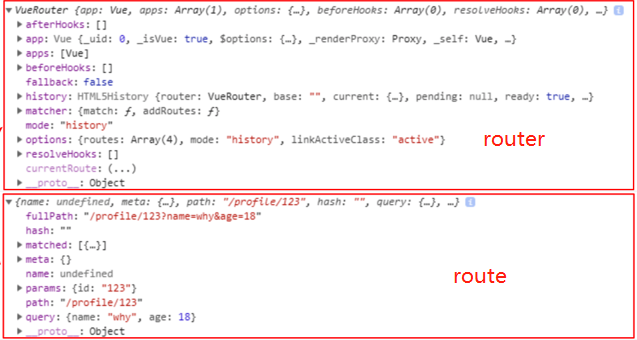 VueRouter {app: Vue, apps: Array(1), options: {…}, beforeHooks: Array(0), resolveHooks: Array(0), …}
afterHooks: []
app: Vue {_uid: 0, _isVue: true, $options: {…}, _renderProxy: Proxy, _self: Vue, …}
apps: [Vue]
beforeHooks: []
fallback: false
history: HTML5History {router: VueRouter, base: "", current: {…}, pending: null, ready: true, …}
matcher: {match: ƒ, addRoutes: ƒ}
mode: "history"
options: {routes: Array(4), mode: "history", linkActiveClass: "active"}
resolveHooks: []
router
currentRoute: (...)
__proto__: Object
{name: undefined, meta: {…}, path: "/profile/123", hash: "", query: {…}, …}
fullPath: "/profile/123?name=why&age=18"
hash: ""
matched: [{…}]
meta: {}
name: undefined
route
params: {id: "123"}
path: "/profile/123"
query: {name: "why", age: 18}
__proto__: Object